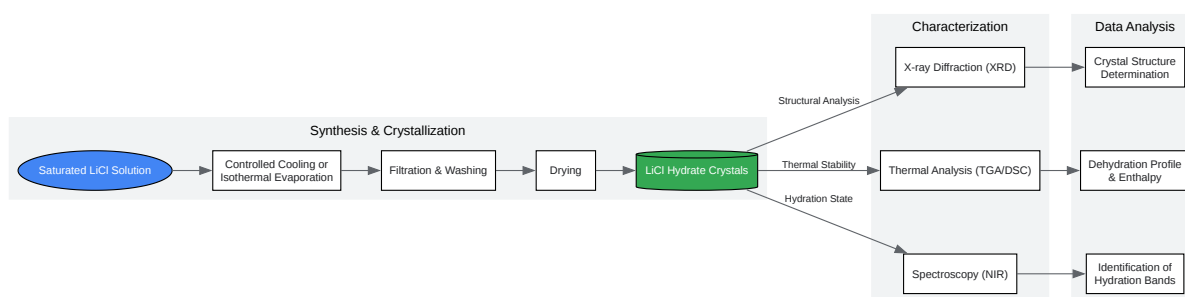 Characterization
Data Analysis
X-ray Diffraction (XRD)
Crystal Structure
Determination
Structural Analysis
Synthesis & Crystallization
Saturated LiCl Solution
Controlled Cooling or
Isothermal Evaporation
Filtration & Washing
Drying
LiCl Hydrate Crystals
Thermal Stability
Thermal Analysis (TGA/DSC)
Dehydration Profile
& Enthalpy
Hydration State
Spectroscopy (NIR)
Identification of
Hydration Bands